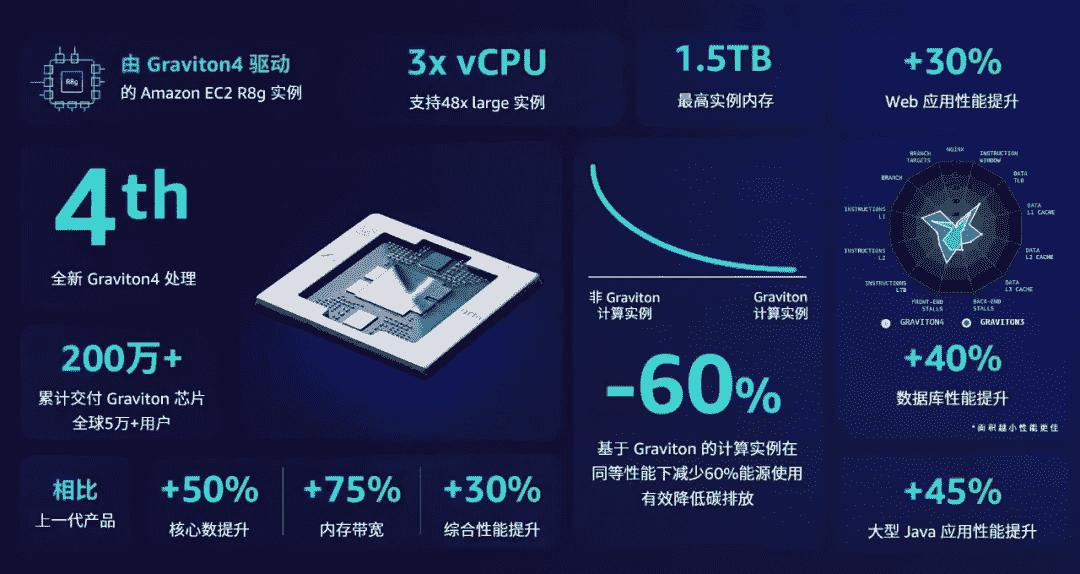 由 Graviton4 驱动
的 Amazon EC2 R8g 实例
R8g
3x vCPU
支持48x large 实例
1.5TB
最高实例内存
+30%
Web 应用性能提升
4th
全新 Graviton4 处理
200万+
累计交付 Graviton 芯片
全球5万+用户
非 Graviton
计算实例
Graviton
计算实例
-60%
基于 Graviton 的计算实例在
同等性能下减少60%能源使用
有效降低碳排放
NGINX
INSTRUCTION
WINDOW
DATA
TLB
DATA
L1 CACHE
DATA
L2 CACHE
DATA
L3 CACHE
BACK-END
STALLS
FRONT-END
STALLS
INSTRUCTIONS
LTB
INSTRUCTIONS
L2
INSTRUCTIONS
L1
BRANCH
BRANCH
TARGETS
GRAVITON4
GRAVITON3
+40%
数据库性能提升
*面积越小性能更佳
相比
上一代产品
+50%
核心数提升
+75%
内存带宽
+30%
综合性能提升
+45%
大型 Java 应用性能提升